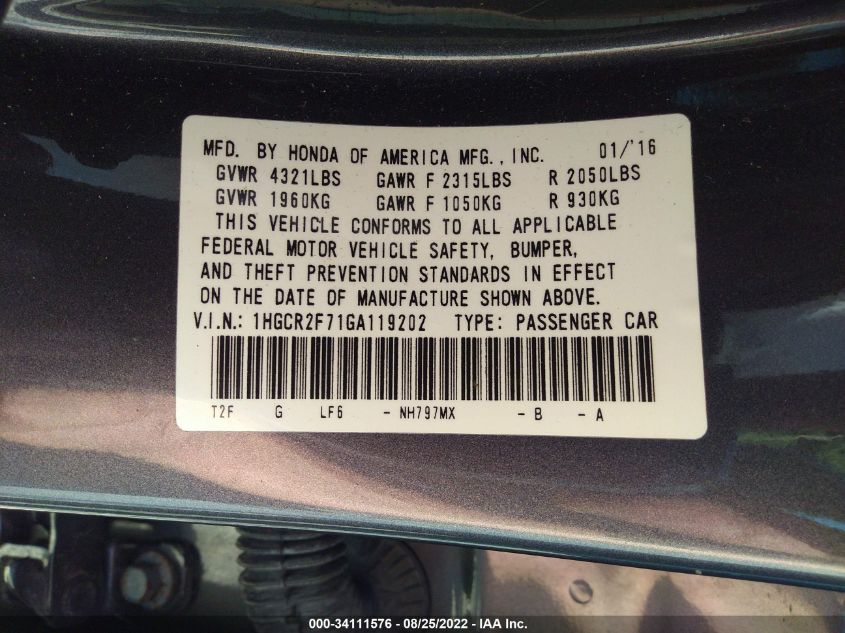 MFD. BY HONDA OF AMERICA MFG., INC. 01/'16
GVWR 4321LBS GAWR F 2315LBS R 2050LBS
GVWR 1960KG GAWR F 1050KG R 930KG
THIS VEHICLE CONFORMS TO ALL APPLICABLE
FEDERAL MOTOR VEHICLE SAFETY, BUMPER,
AND THEFT PREVENTION STANDARDS IN EFFECT
ON THE DATE OF MANUFACTURE SHOWN ABOVE.
V.I.N.: 1HGCR2F71GA119202 TYPE: PASSENGER CAR
T2F G LF6 - NH797MX - B - A
000-34111576 - 08/25/2022 - IAA Inc.